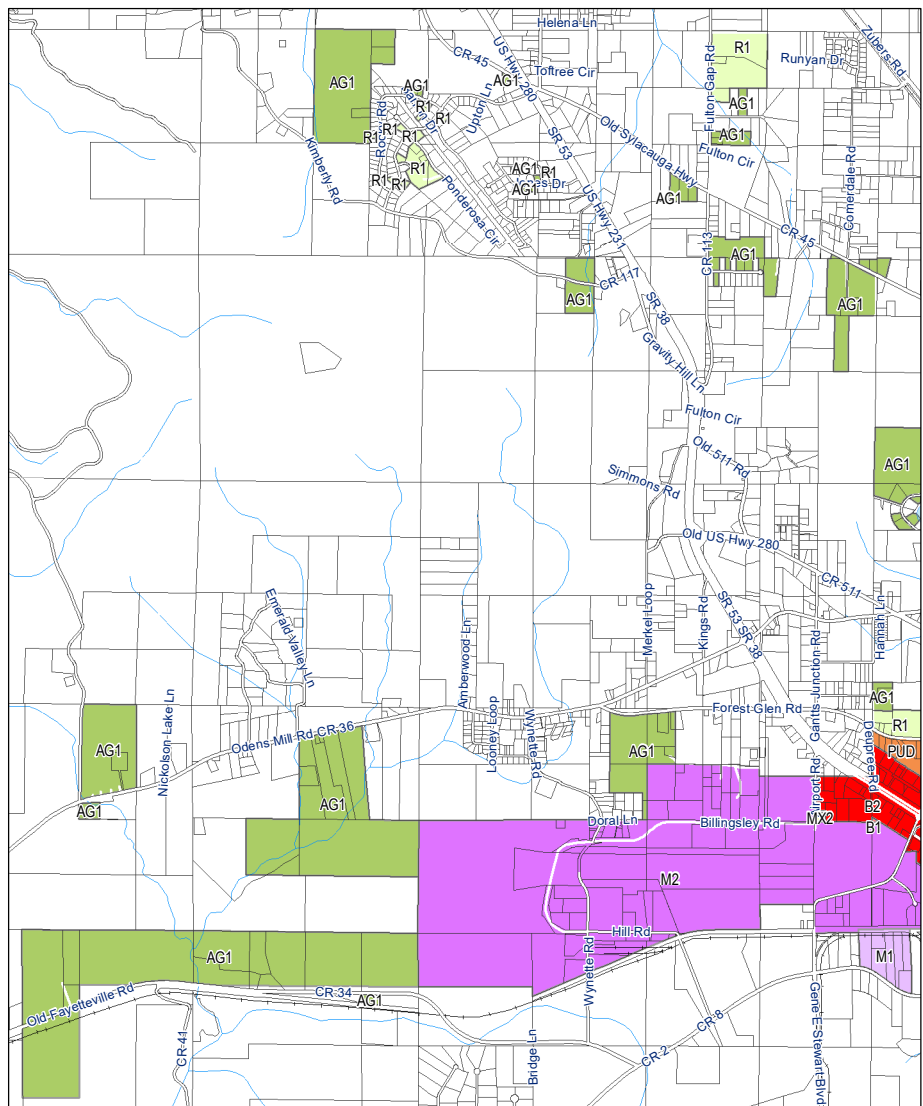 Helena Ln
Zubers Rd
US Hwy 280
CR 45
R1
Runyan Dr
Fulton Gap Rd
Toftree Cir
AG1
AG1
AG1
AG1
R1
Upton Ln
R1
Old Sylacauga Hwy
SR 53
AG1
R1
R1
R1
Fulton Cir
Kimberly Rd
Comerdale Rd
AG1
R1
R1
R1
R1
AG1
AG1
Ponderosa Cir
US Hwy 231
CR 45
AG1
CR 113
CR 117
AG1
SR 38
AG1
Gravity Hill Ln
Fulton Cir
Old 511 Rd
AG1
Simmons Rd
Old US Hwy 280
CR 511
Emerald Valley Ln
Amberwood Ln
Merkel Loop
Kings Rd
SR 53 SR 38
Hannah Ln
Gantts Junction Rd
AG1
Nickolson Lake Ln
Looney Loop
Wynette Rd
Forest Glen Rd
R1
Odens Mill Rd CR 36
Deupree Rd
AG1
AG1
PUD
AG1
Airport Rd
AG1
B2
Doral Ln
Billingsley Rd
MX2
B1
M2
Hill Rd
AG1
Wynette Rd
M1
CR 34
AG1
Old Fayetteville Rd
CR 8
Gene E Stewart Blvd
CR 41
Bridge Ln
CR 2